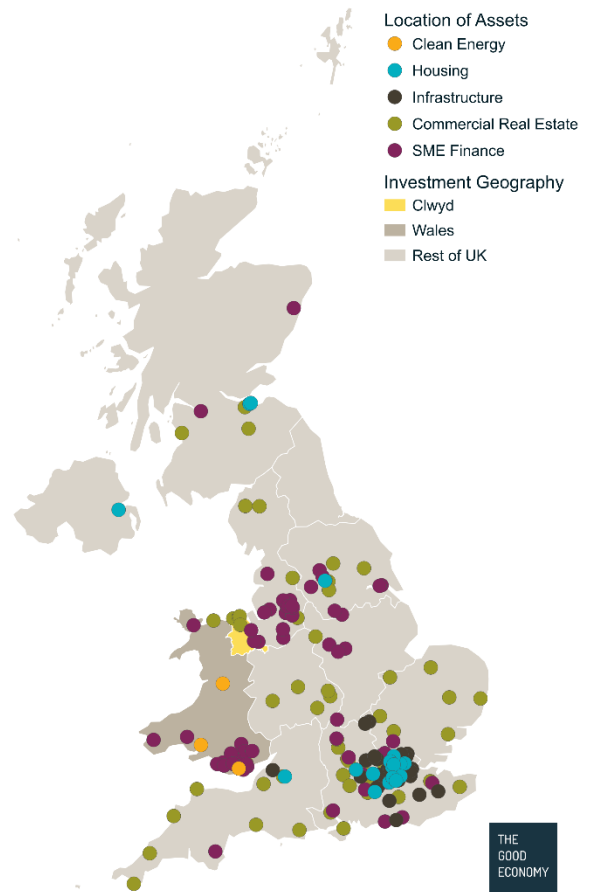 Location of Assets
Clean Energy
Housing
Infrastructure
Commercial Real Estate
SME Finance
Investment Geography
Clwyd
Wales
Rest of UK
THE
GOOD
ECONOMY